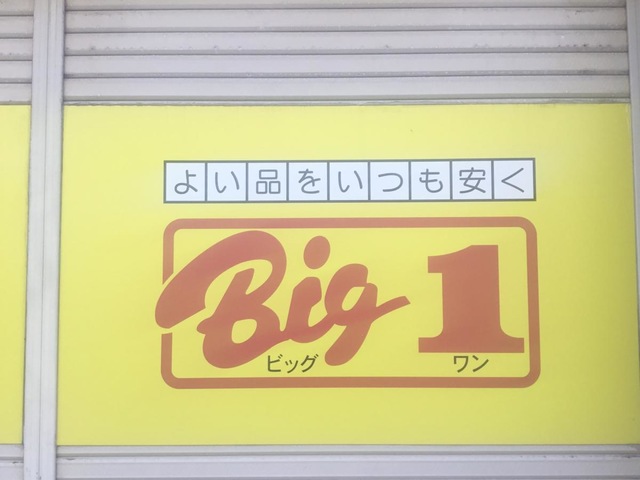 よい品をいつも安く
Big 1
ビッグ ワン